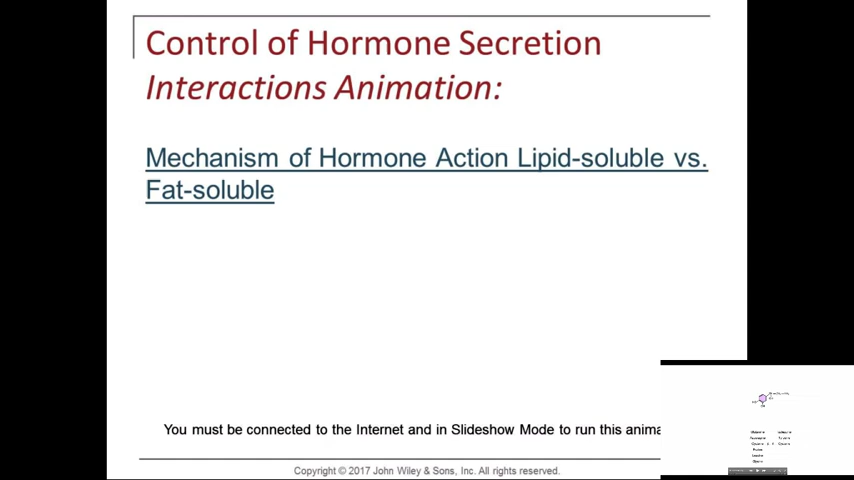 Control of Hormone Secretion
Interactions Animation:
Mechanism of Hormone Action Lipid-soluble vs.
Fat-soluble
You must be connected to the Internet and in Slideshow Mode to run this anima
Copyright © 2017 John Wiley & Sons, Inc. All rights reserved.